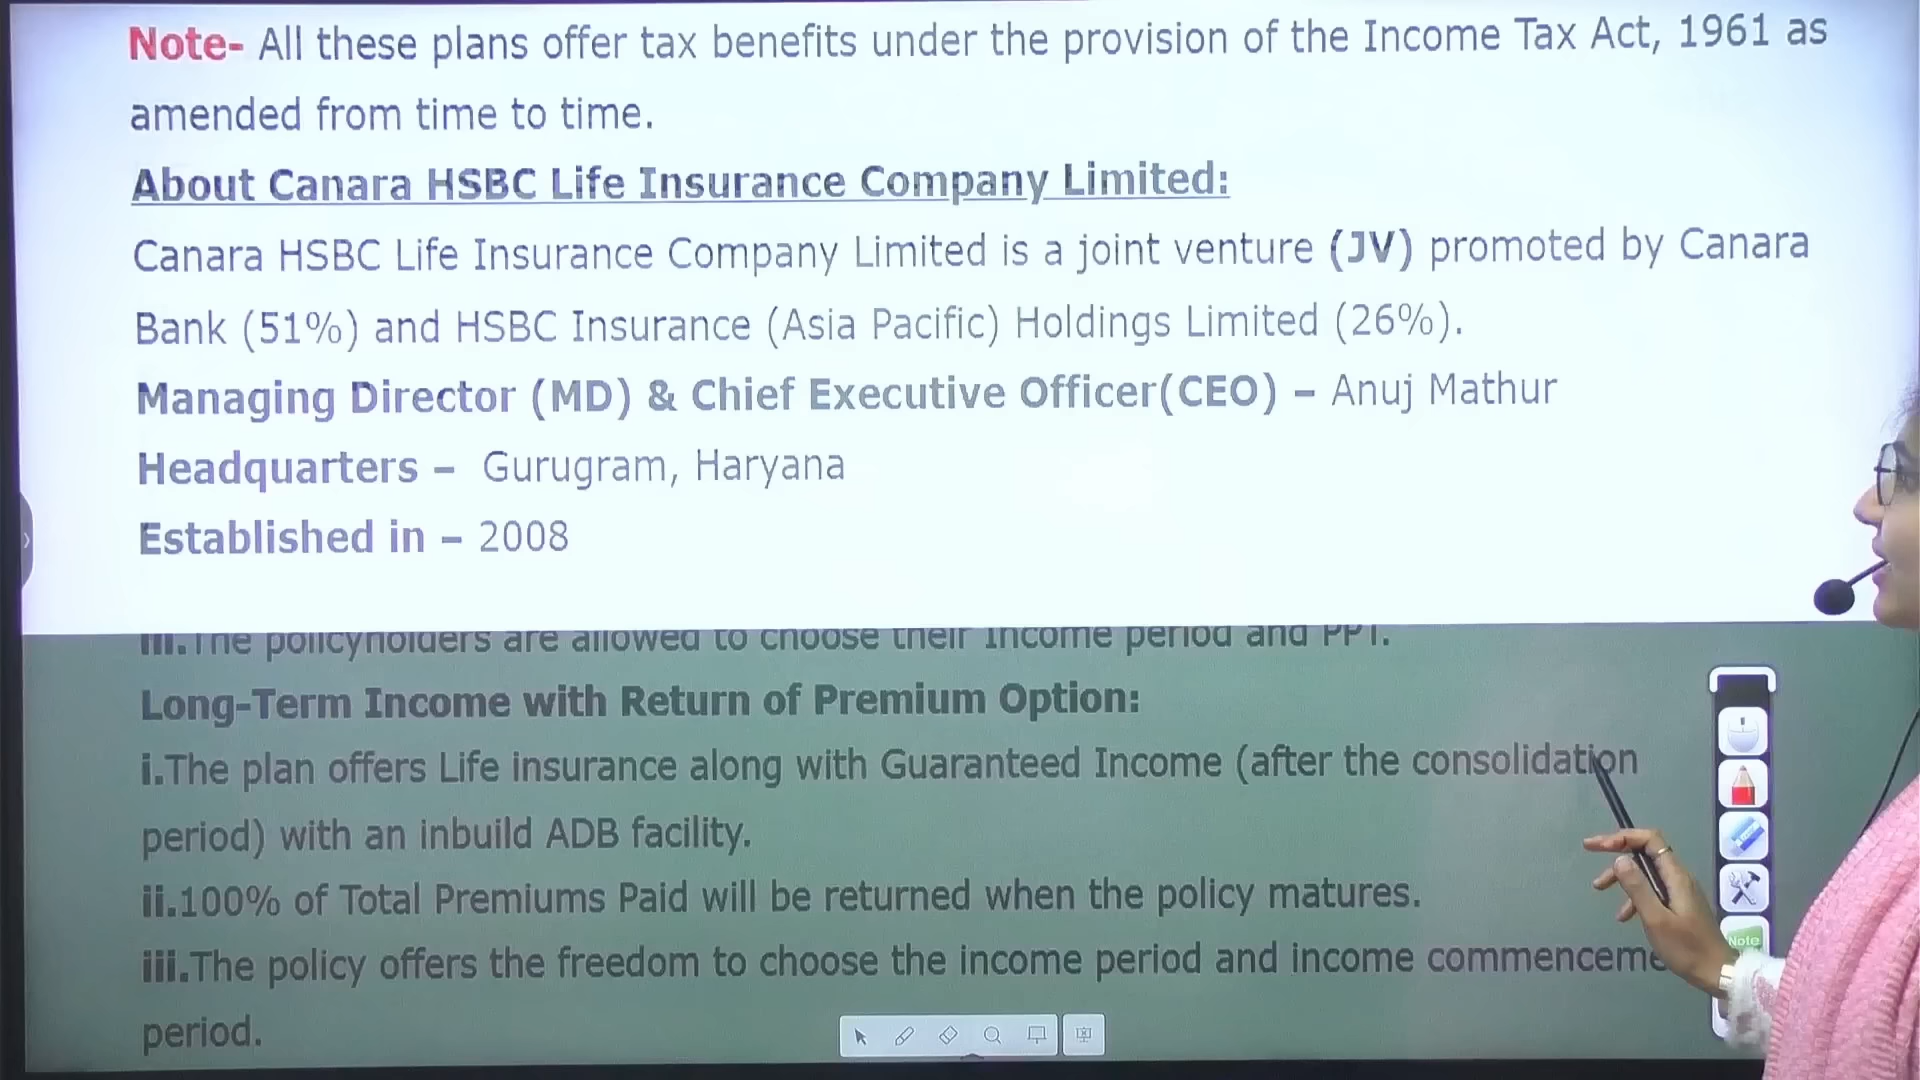 Note- All these plans offer tax benefits under the provision of the Income Tax Act, 1961 as
amended from time to time.
About Canara HSBC Life Insurance Company Limited:
Canara HSBC Life Insurance Company Limited is a joint venture (JV) promoted by Canara
Bank (51%) and HSBC Insurance (Asia Pacific) Holdings Limited (26%).
Managing Director (MD) & Chief Executive Officer(CEO) – Anuj Mathur
Headquarters – Gurugram, Haryana
Established in – 2008
iii.The policyholders are allowed to choose their Income period and PPT.
Long-Term Income with Return of Premium Option:
i.The plan offers Life insurance along with Guaranteed Income (after the consolidation
period) with an inbuild ADB facility.
ii.100% of Total Premiums Paid will be returned when the policy matures.
iii.The policy offers the freedom to choose the income period and income commenceme
period.
Note